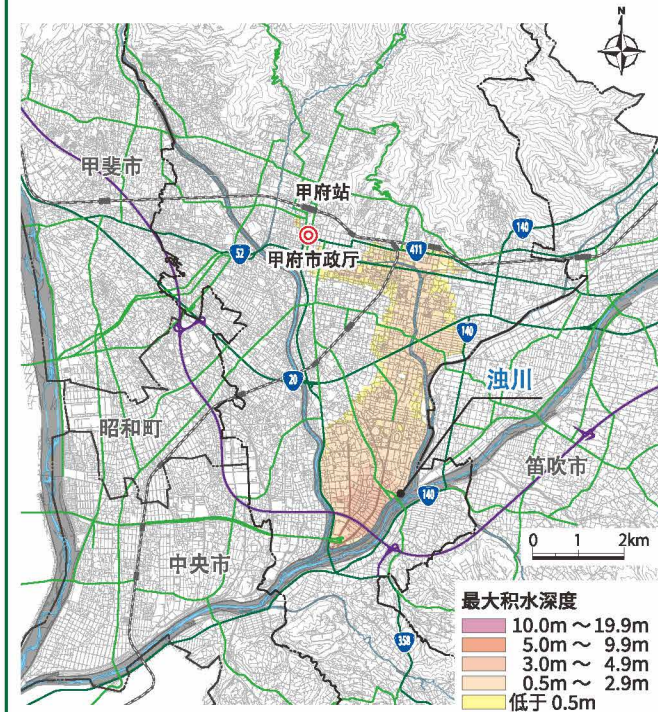 N
甲斐市
甲府站
140
52
甲府市政厅
411
140
20
浊川
昭和町
笛吹市
140
0 1 2km
中央市
358
最大积水深度
10.0m ～ 19.9m
5.0m ～ 9.9m
3.0m ～ 4.9m
0.5m ～ 2.9m
低于 0.5m